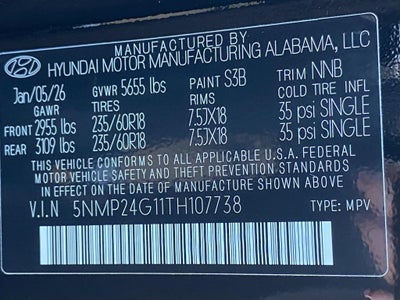 MANUFACTURED BY
HYUNDAI MOTOR MANUFACTURING ALABAMA, LLC
Jan/05/26 GVWR 5655 lbs PAINT S3B TRIM NNB
GAWR TIRES RIMS COLD TIRE INFL
FRONT 2955 lbs 235/60R18 7.5JX18 35 psi SINGLE
REAR 3109 lbs 235/60R18 7.5JX18 35 psi SINGLE
THIS VEHICLE CONFORMS TO ALL APPLICABLE U.S.A. FEDERAL
MOTOR VEHICLE SAFETY AND THEFT PREVENTION STANDARDS
IN EFFECT ON THE DATE OF MANUFACTURE SHOWN ABOVE.
V.I.N 5NMP24G11TH107738 TYPE: MPV